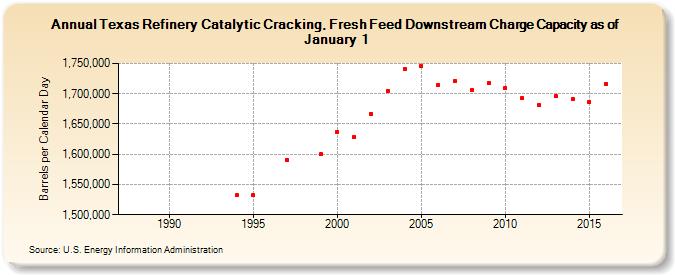 Annual Texas Refinery Catalytic Cracking, Fresh Feed Downstream Charge Capacity as of
January 1
Barrels per Calendar Day
1,750,000
1,700,000
1,650,000
1,600,000
1,550,000
1,500,000
1990 1995 2000 2005 2010 2015
Source: U.S. Energy Information Administration